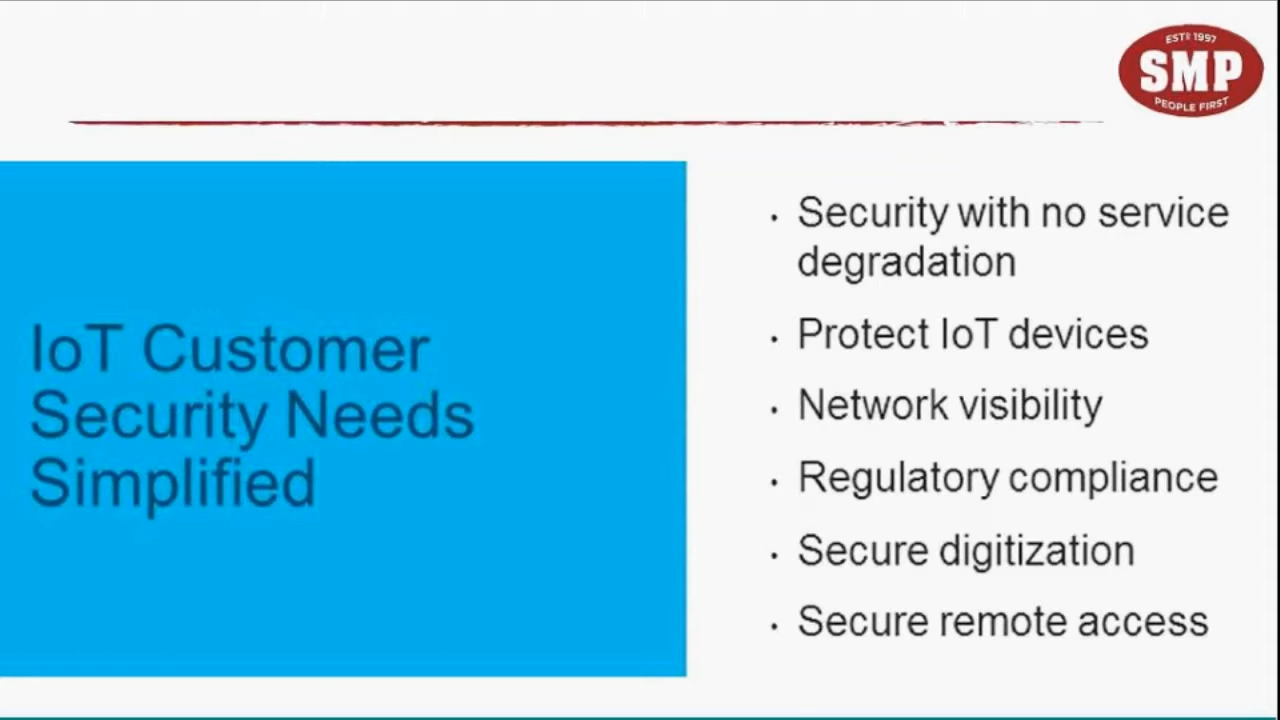 ESTD 1997
SMP
PEOPLE FIRST
IoT Customer
Security Needs
Simplified
· Security with no service
degradation
· Protect IoT devices
· Network visibility
· Regulatory compliance
· Secure digitization
· Secure remote access